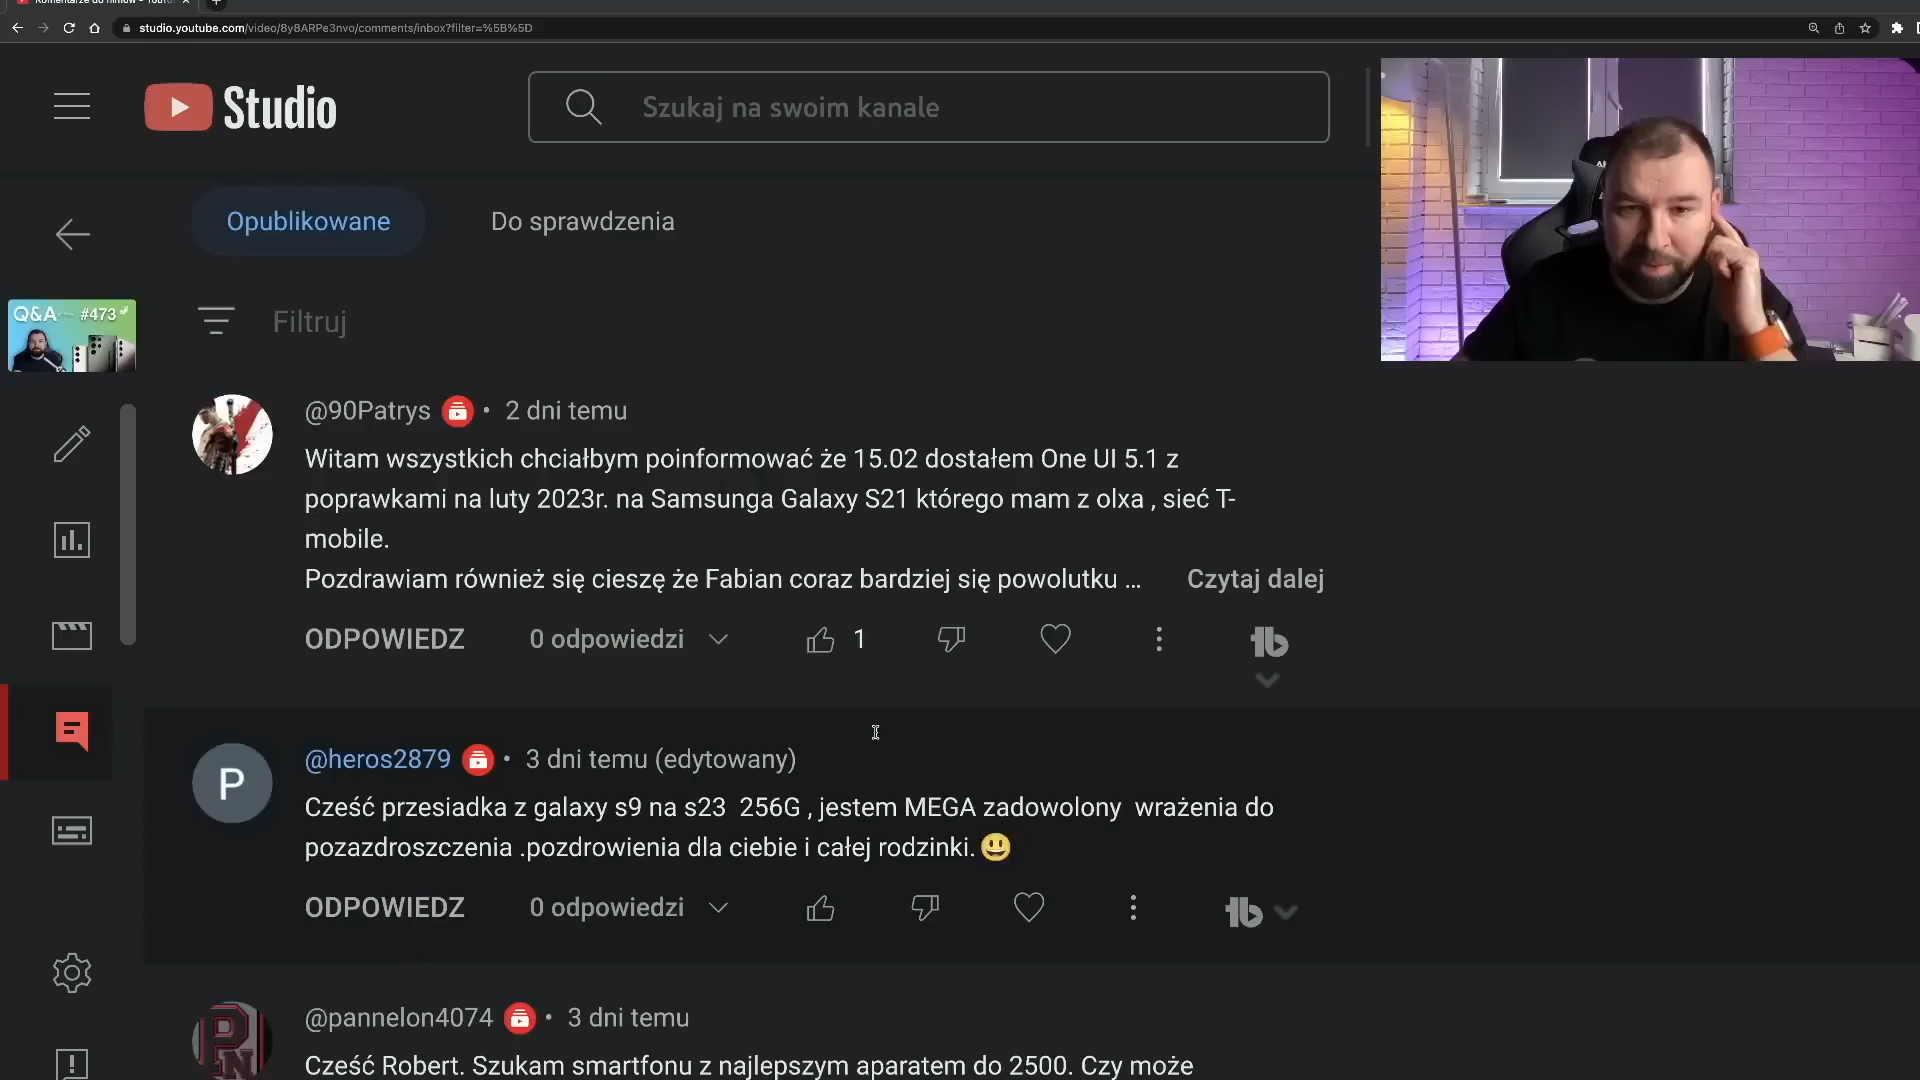 studio.youtube.com/video/8y8ARPe3nvo/comments/inbox?filter=%5B%5D
Studio
Szukaj na swoim kanale
Opublikowane
Do sprawdzenia
Q&A #473
Filtruj
@90Patrys • 2 dni temu
Witam wszystkich chciałbym poinformować że 15.02 dostałem One UI 5.1 z
poprawkami na luty 2023r. na Samsunga Galaxy S21 którego mam z olxa , sieć T-
mobile.
Pozdrawiam również się cieszę że Fabian coraz bardziej się powolutku ... Czytaj dalej
ODPOWIEDZ 0 odpowiedzi 1
P
@heros2879 • 3 dni temu (edytowany)
Cześć przesiadka z galaxy s9 na s23 256G , jestem MEGA zadowolony wrażenia do
pozazdroszczenia .pozdrowienia dla ciebie i całej rodzinki. 😃
ODPOWIEDZ 0 odpowiedzi
PN
@pannelon4074 • 3 dni temu
Cześć Robert. Szukam smartfonu z najlepszym aparatem do 2500. Czy może